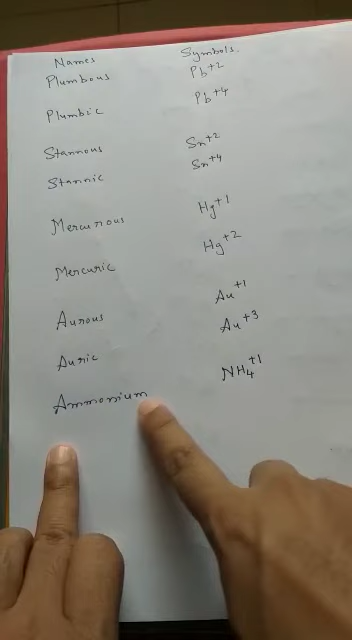 Names Symbols
Plumbous Pb+2
Plumbic Pb+4
Stannous Sn+2
Stannic Sn+4
Mercurous Hg+1
Mercuric Hg+2
Aurous Au+1
Auric Au+3
Ammonium NH4+1